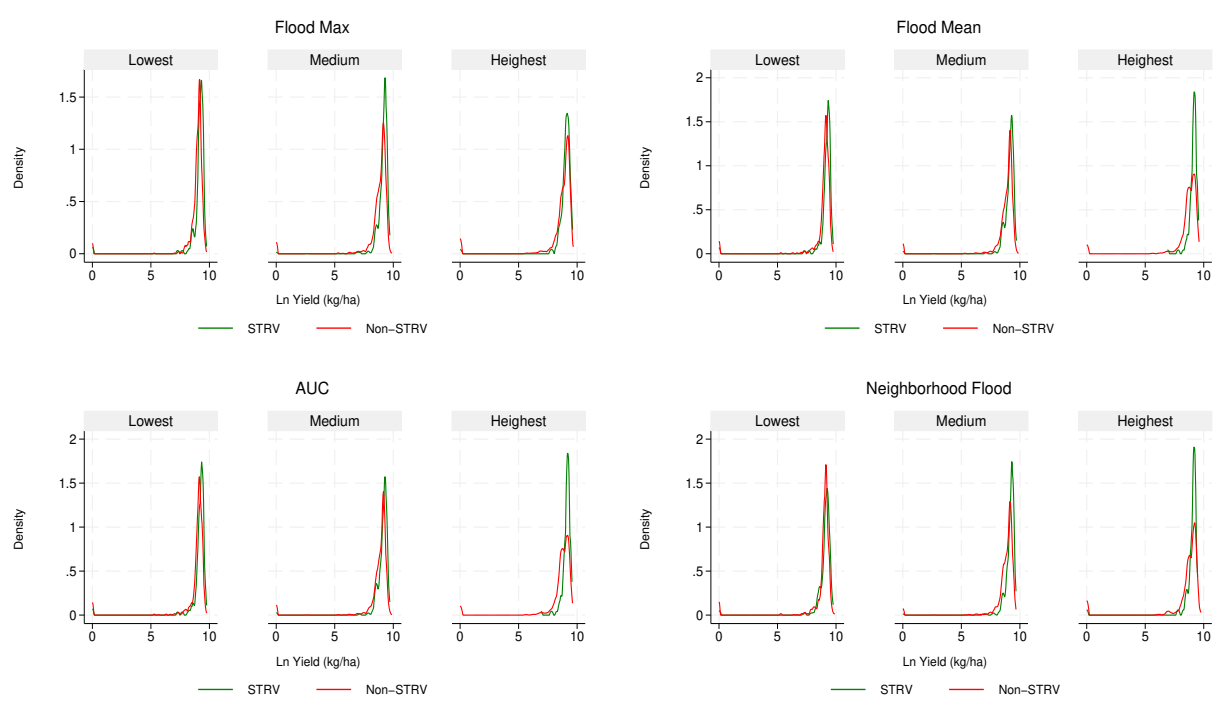 Flood Max
Lowest Medium Heighest
Density
1.5
1
.5
0
0 5 10 0 5 10 0 5 10
Ln Yield (kg/ha)
STRV Non−STRV
Flood Mean
Lowest Medium Heighest
Density
2
1.5
1
.5
0
0 5 10 0 5 10 0 5 10
Ln Yield (kg/ha)
STRV Non−STRV
AUC
Lowest Medium Heighest
Density
2
1.5
1
.5
0
0 5 10 0 5 10 0 5 10
Ln Yield (kg/ha)
STRV Non−STRV
Neighborhood Flood
Lowest Medium Heighest
Density
2
1.5
1
.5
0
0 5 10 0 5 10 0 5 10
Ln Yield (kg/ha)
STRV Non−STRV